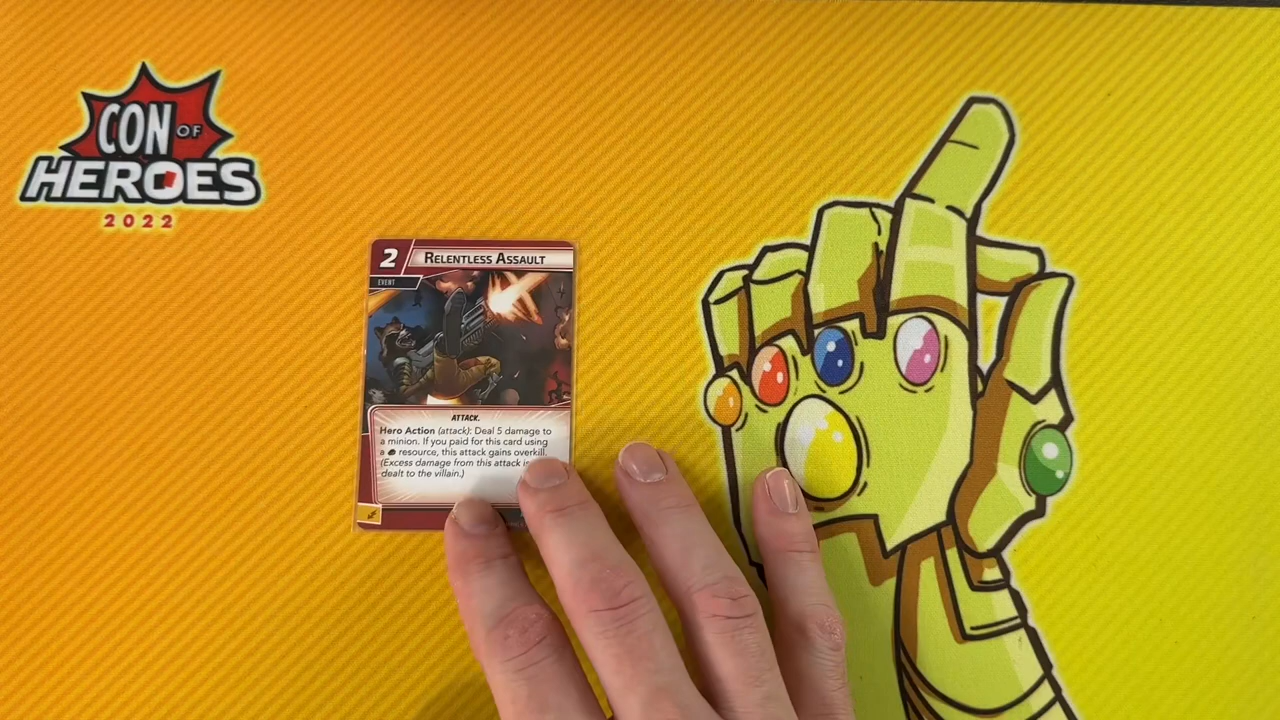 CON OF
HEROES
2022
2
RELENTLESS ASSAULT
EVENT
ATTACK.
Hero Action (attack): Deal 5 damage to
a minion. If you paid for this card using
a resource, this attack gains overkill.
(Excess damage from this attack
dealt to the villain.)